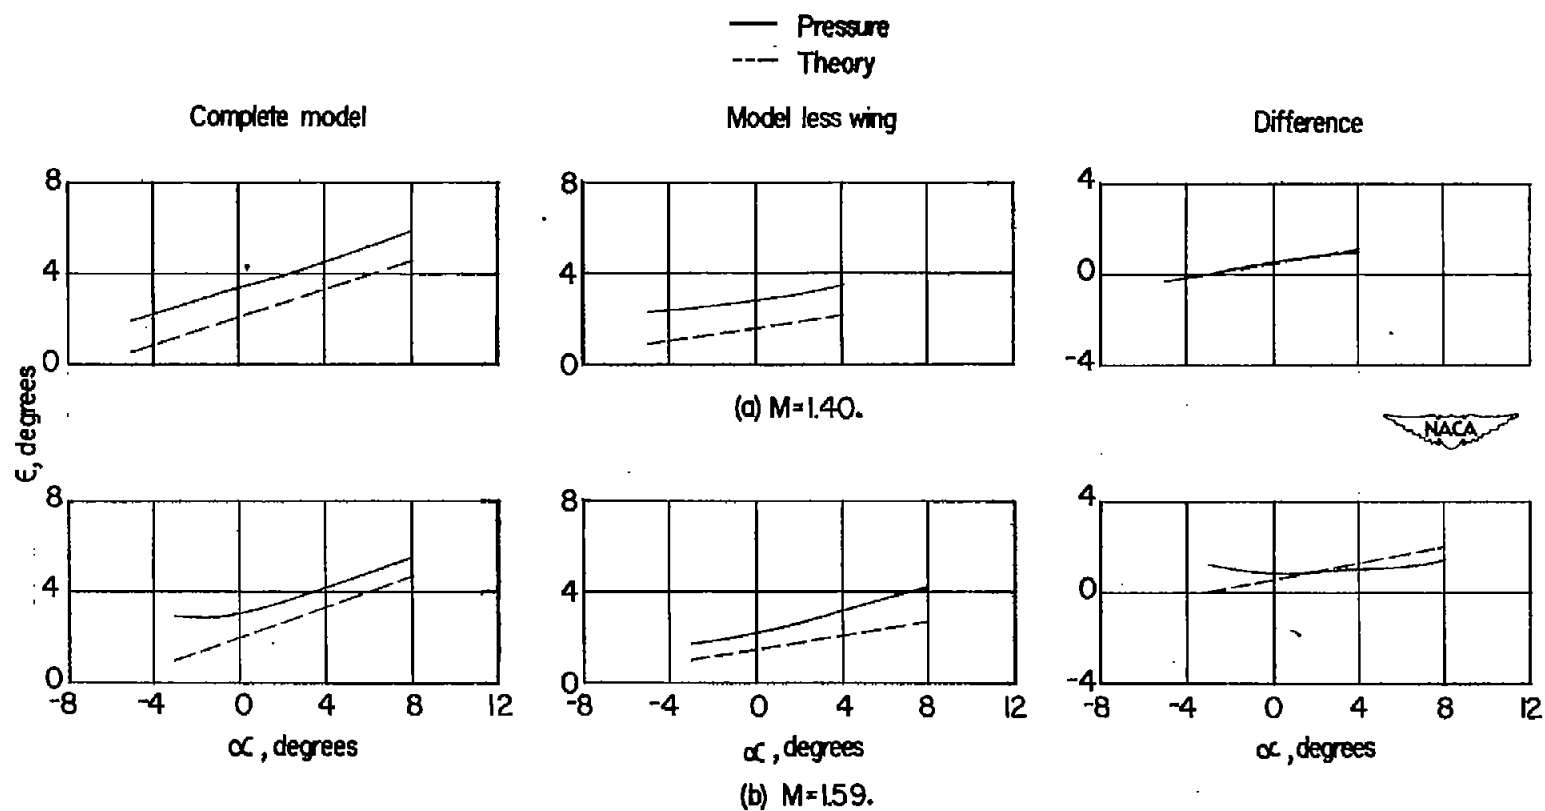 Pressure
Theory
Complete model
Model less wing
Difference
8
4
0
8
4
0
4
0
-4
(a) M=1.40.
NACA
ϵ, degrees
8
4
0
-8 -4 0 4 8 12
∝, degrees
8
4
0
-8 -4 0 4 8 12
∝, degrees
4
0
-4
-8 -4 0 4 8 12
∝, degrees
(b) M=1.59.